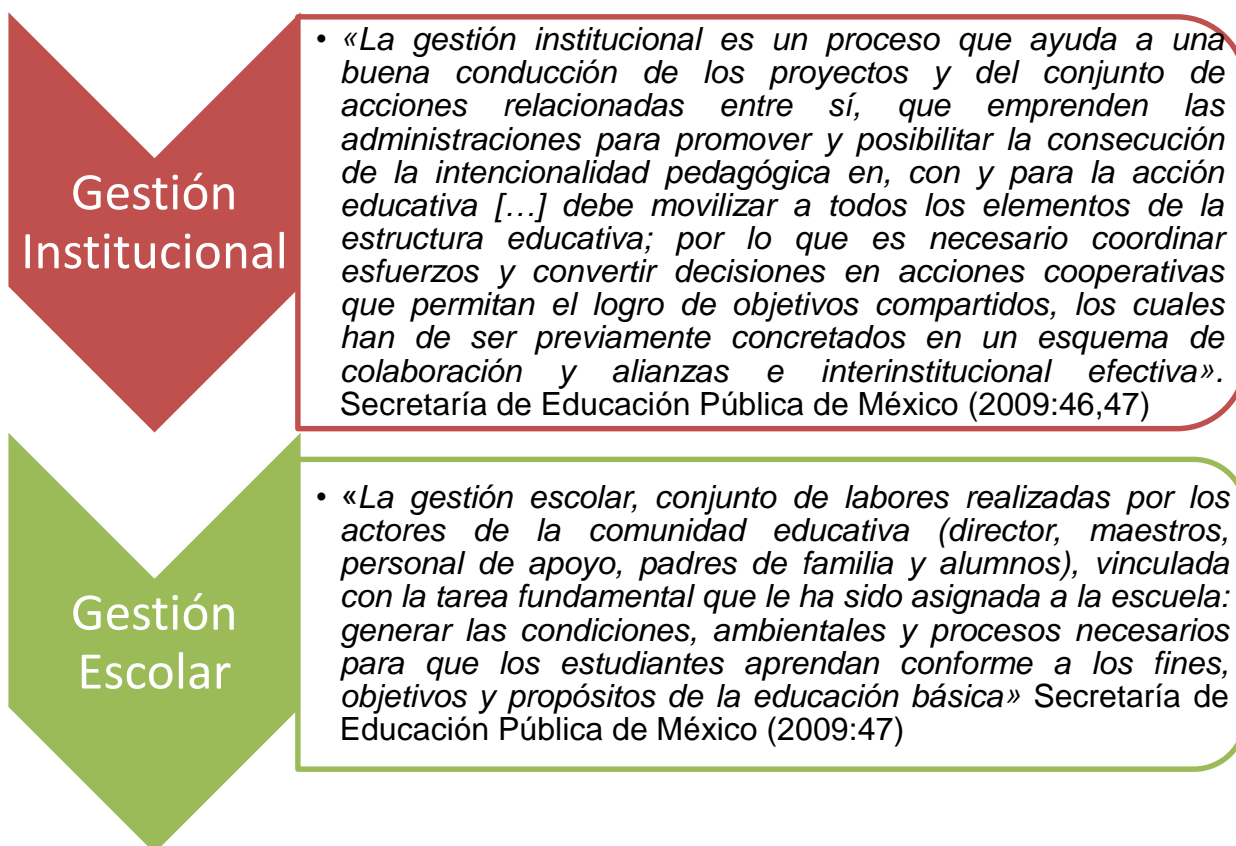 Gestión
Institucional
• «La gestión institucional es un proceso que ayuda a una
buena conducción de los proyectos y del conjunto de
acciones relacionadas entre sí, que emprenden las
administraciones para promover y posibilitar la consecución
de la intencionalidad pedagógica en, con y para la acción
educativa […] debe movilizar a todos los elementos de la
estructura educativa; por lo que es necesario coordinar
esfuerzos y convertir decisiones en acciones cooperativas
que permitan el logro de objetivos compartidos, los cuales
han de ser previamente concretados en un esquema de
colaboración y alianzas e interinstitucional efectiva».
Secretaría de Educación Pública de México (2009:46,47)
Gestión
Escolar
• «La gestión escolar, conjunto de labores realizadas por los
actores de la comunidad educativa (director, maestros,
personal de apoyo, padres de familia y alumnos), vinculada
con la tarea fundamental que le ha sido asignada a la escuela:
generar las condiciones, ambientales y procesos necesarios
para que los estudiantes aprendan conforme a los fines,
objetivos y propósitos de la educación básica» Secretaría de
Educación Pública de México (2009:47)